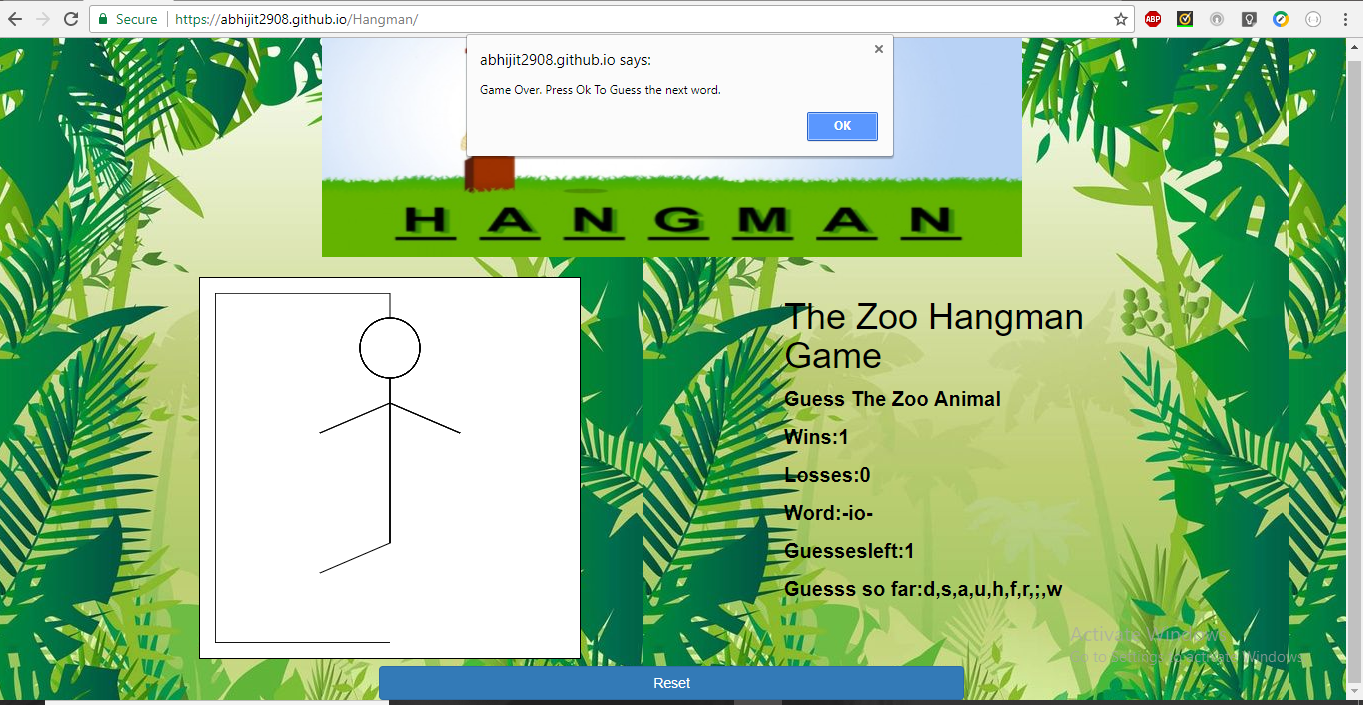 Secure
https://abhijit2908.github.io/Hangman/
ABP
abhijit2908.github.io says:
Game Over. Press Ok To Guess the next word.
OK
HANGMAN
The Zoo Hangman
Game
Guess The Zoo Animal
Wins:1
Losses:0
Word:-io-
Guessesleft:1
Guesss so far:d,s,a,u,h,f,r,;,w
Activate Windows
Go to Settings to activate Windows.
Reset